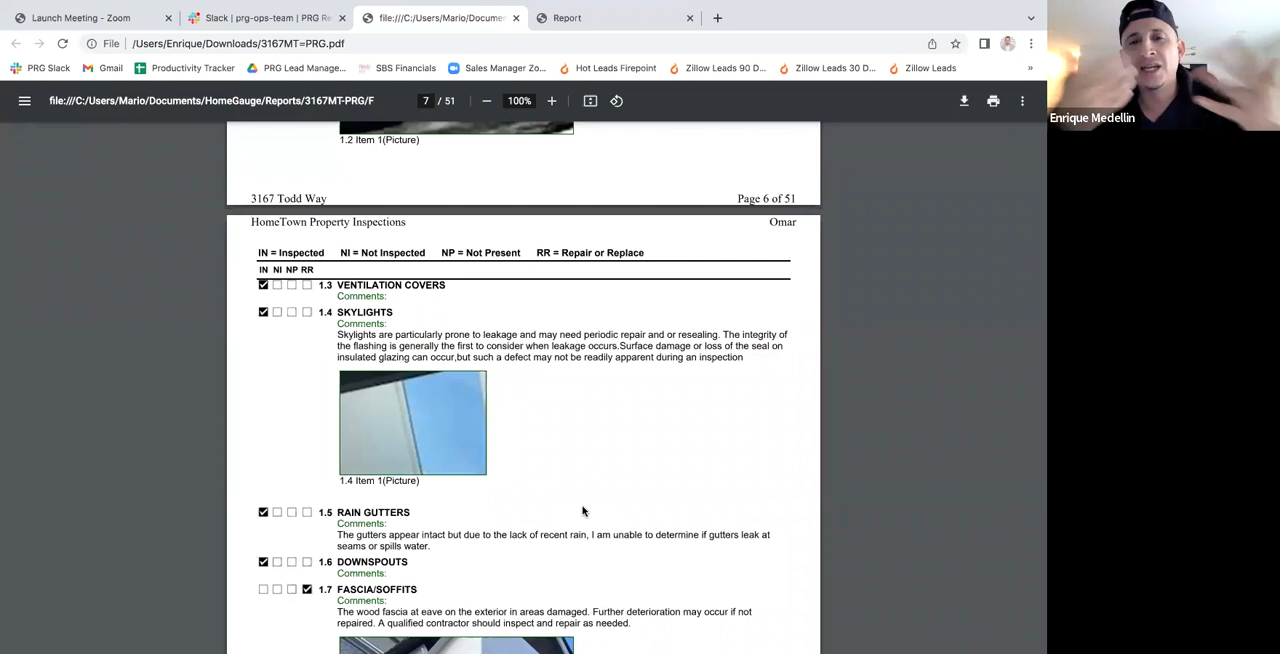 Launch Meeting - Zoom
Slack | prg-ops-team | PRG Re
file:///C:/Users/Mario/Documen
Report
File
/Users/Enrique/Downloads/3167MT=PRG.pdf
PRG Slack
Gmail
Productivity Tracker
PRG Lead Manage...
SBS Financials
Sales Manager Zo...
Hot Leads Firepoint
Zillow Leads 90 D...
Zillow Leads 30 D...
Zillow Leads
»
file:///C:/Users/Mario/Documents/HomeGauge/Reports/3167MT-PRG/F
7 / 51
100%
Enrique Medellin
1.2 Item 1(Picture)
3167 Todd Way
Page 6 of 51
HomeTown Property Inspections
Omar
IN = Inspected NI = Not Inspected NP = Not Present RR = Repair or Replace
IN NI NP RR
1.3 VENTILATION COVERS
Comments:
1.4 SKYLIGHTS
Comments:
Skylights are particularly prone to leakage and may need periodic repair and or resealing. The integrity of
the flashing is generally the first to consider when leakage occurs.Surface damage or loss of the seal on
insulated glazing can occur,but such a defect may not be readily apparent during an inspection
1.4 Item 1(Picture)
1.5 RAIN GUTTERS
Comments:
The gutters appear intact but due to the lack of recent rain, I am unable to determine if gutters leak at
seams or spills water.
1.6 DOWNSPOUTS
Comments:
1.7 FASCIA/SOFFITS
Comments:
The wood fascia at eave on the exterior in areas damaged. Further deterioration may occur if not
repaired. A qualified contractor should inspect and repair as needed.